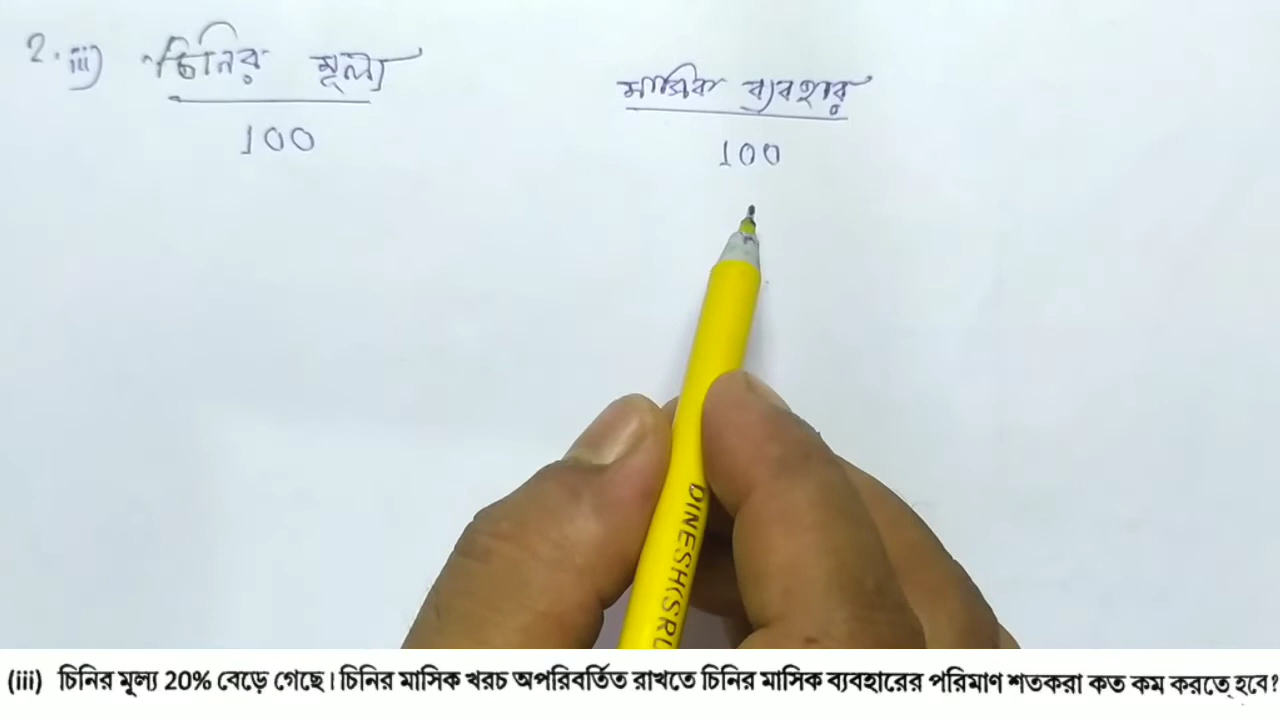 2. iii) চিনির মূল্য
মাসিক ব্যবহার
100
100
DINESH(SRU
(iii) চিনির মূল্য 20% বেড়ে গেছে। চিনির মাসিক খরচ অপরিবর্তিত রাখতে চিনির মাসিক ব্যবহারের পরিমাণ শতকরা কত কম করতে হবে?